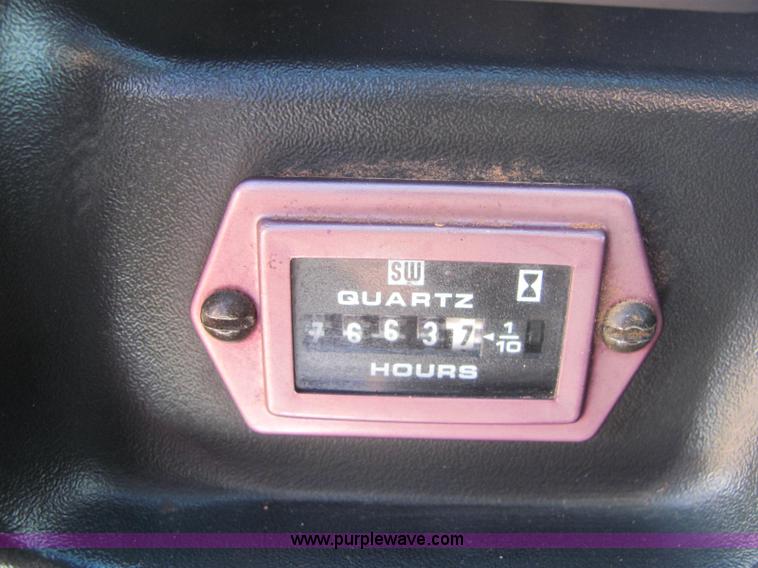 SW
QUARTZ
7 6 6 3 7 ◄ 1/10
HOURS
www.purplewave.com